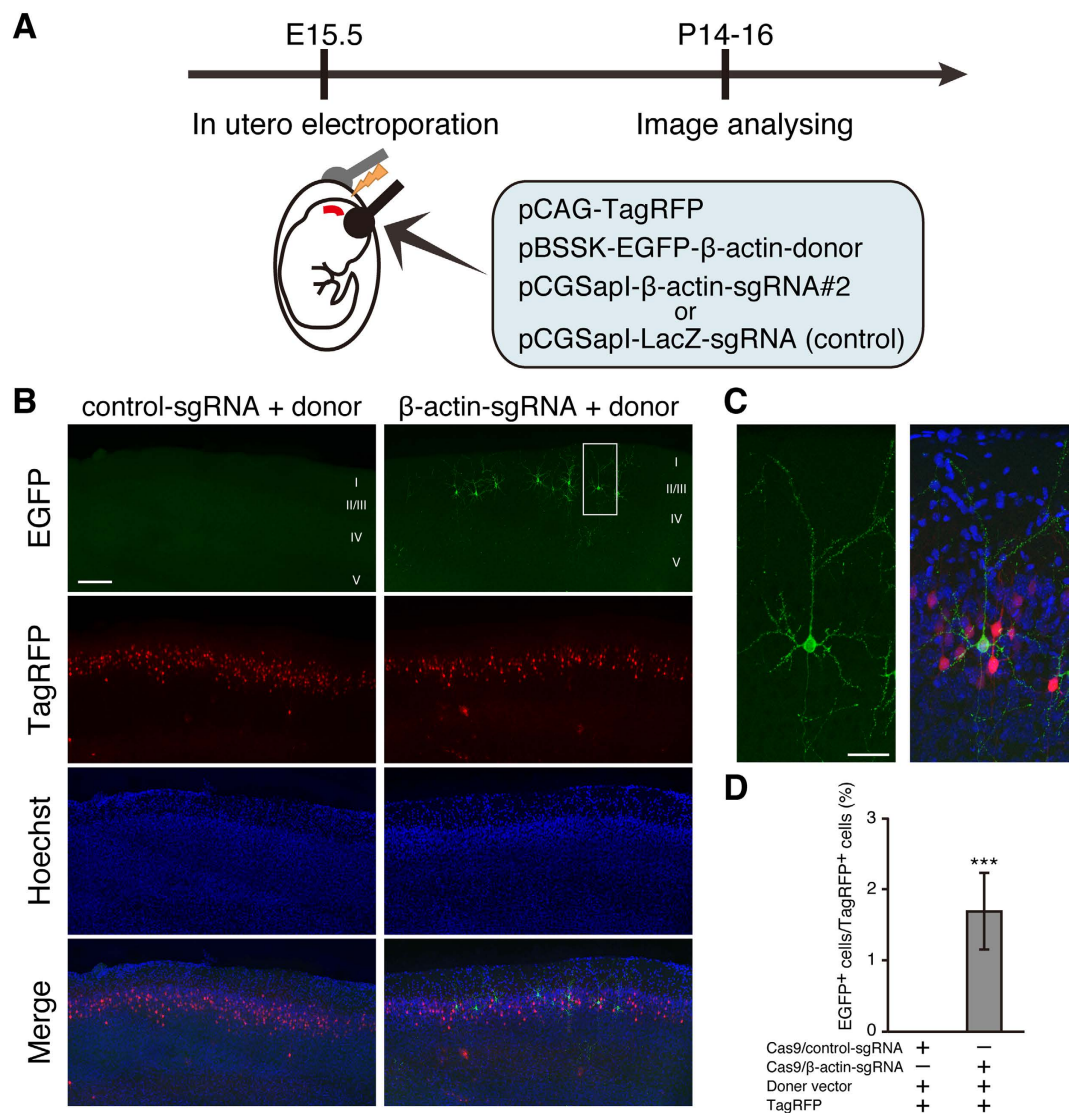 A
E15.5
P14-16
In utero electroporation
Image analysing
pCAG-TagRFP
pBSSK-EGFP-β-actin-donor
pCGSapI-β-actin-sgRNA#2
or
pCGSapI-LacZ-sgRNA (control)
B
control-sgRNA + donor
β-actin-sgRNA + donor
EGFP
I
II/III
IV
V
I
II/III
IV
V
TagRFP
Hoechst
Merge
C
D
EGFP+ cells/TagRFP+ cells (%)
3
2
1
0
***
Cas9/control-sgRNA + −
Cas9/β-actin-sgRNA − +
Doner vector + +
TagRFP + +